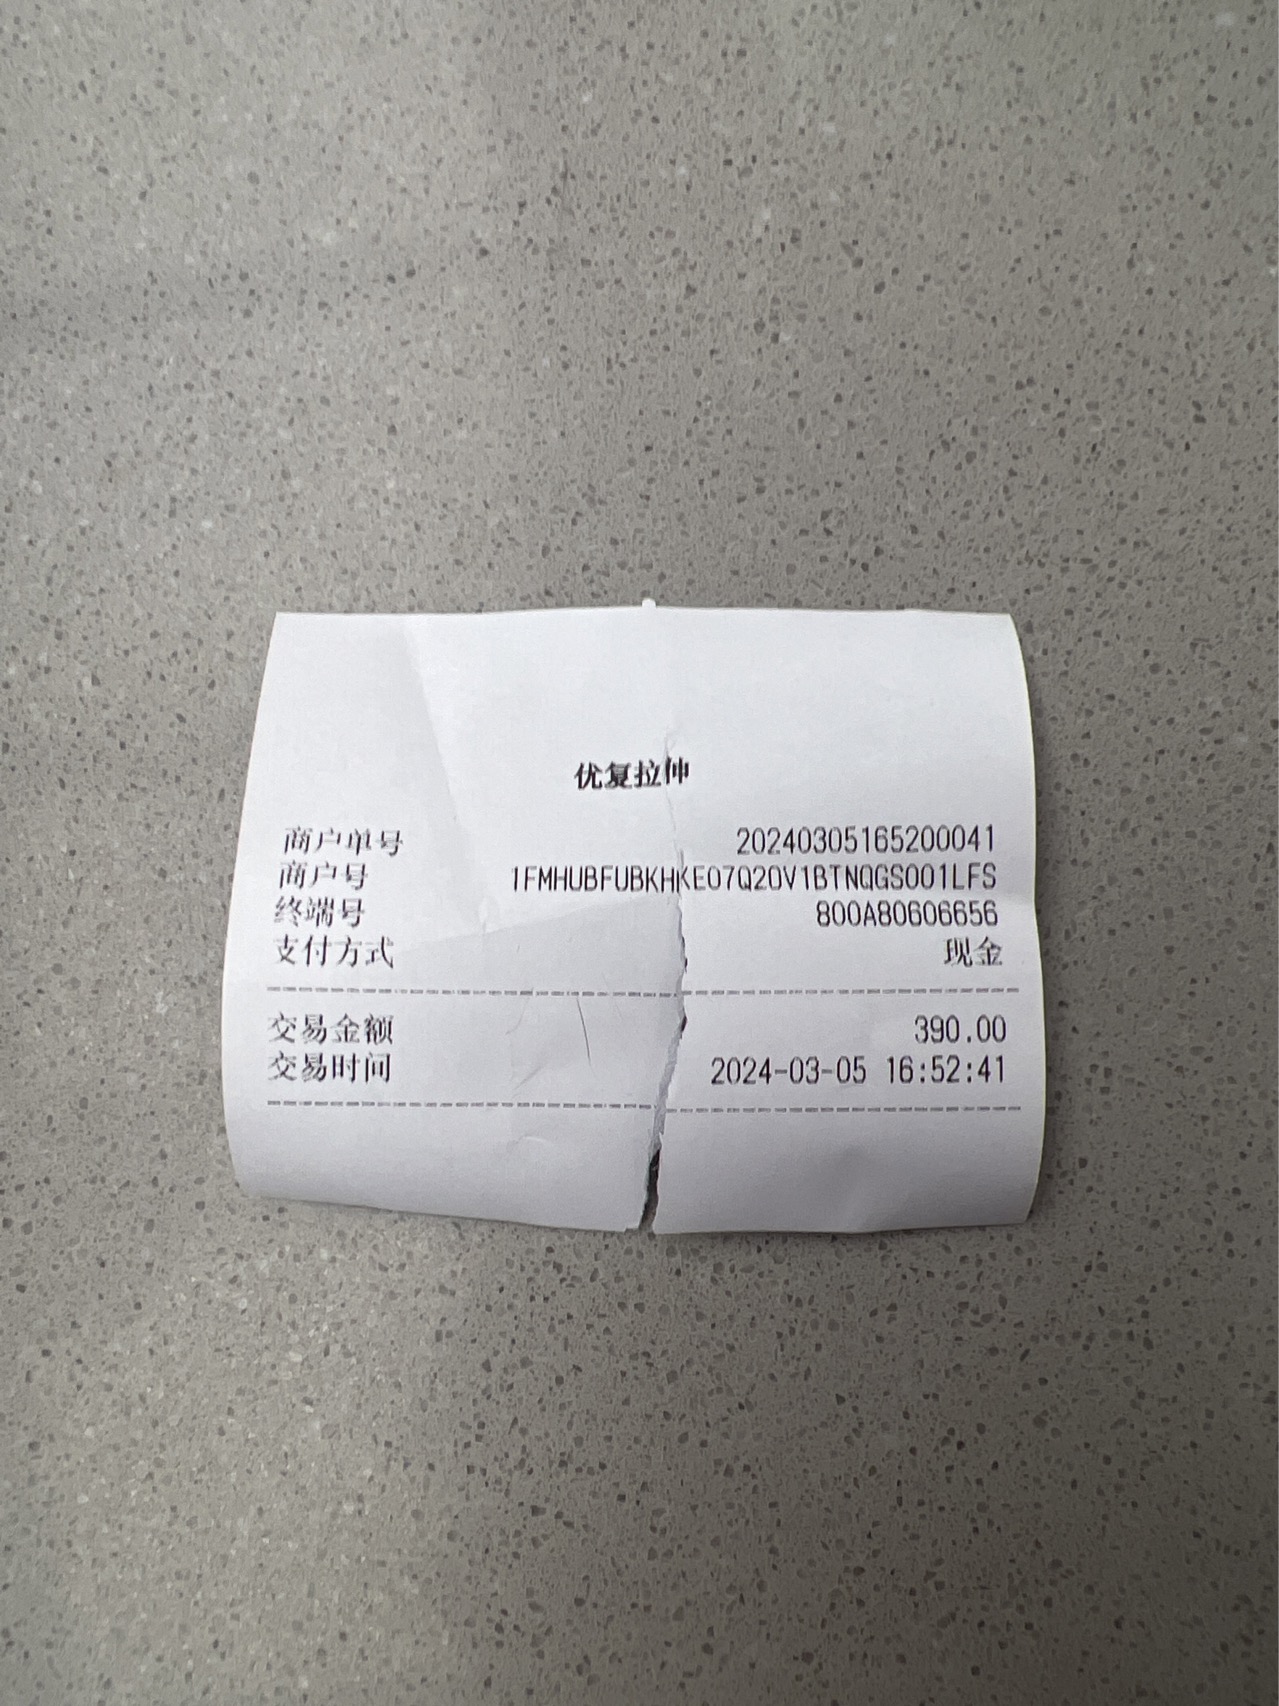 优复拉伸
商户单号 20240305165200041
商户号 1FMHUBFUBKHKE07Q20V1BTNQGS001LFS
终端号 800A80606656
支付方式 现金
交易金额 390.00
交易时间 2024-03-05 16:52:41